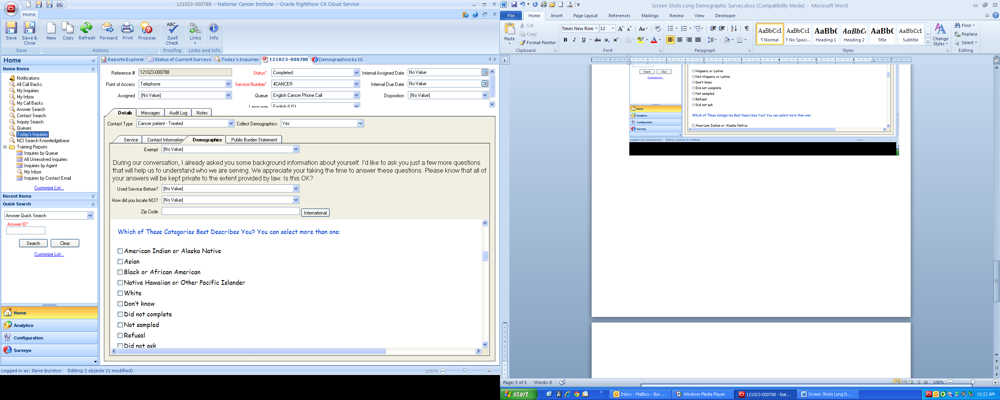 121023-000788 - National Cancer Institute - Oracle RightNow CX Cloud Service
Home
Save
Save & Close
New
Copy
Refresh
Forward
Print
Propose
ABC
Spell Check
Links
Info
Save
Actions
Proofing
Links and Info
Home
Home Items
Notifications
All Call Backs
My Inquiries
My Inbox
My Call Backs
Answer Search
Contact Search
Inquiry Search
Queues
Today's Inquiries
NCI Search Knowledgebase
Training Reports
Inquires by Queue
All Unresolved Inquiries
Inquiries by Agent
My Inbox
Inquires by Contact Email
Customize List...
Recent Items
Quick Search
Answer Quick Search
Answer ID*
Search
Clear
Customize List...
Home
Analytics
Configuration
Surveys
Reports Explorer
Status of Current Surveys
Today's Inquiries
121023-000788
Demographics by IS
Reference # 121023-000788
Status* Completed
Internal Assigned Date No Value
Point of Access Telephone
Service Number* 4CANCER
Internal Due Date No Value
Assigned [No Value]
Queue English Cancer Phone Call
Disposition [No Value]
Language English (US)
Details
Messages
Audit Log
Notes
Contact Type Cancer patient - Treated
Collect Demographics Yes
Service
Contact Information
Demographics
Public Burden Statement
Exempt [No Value]
During our conversation, I already asked you some background information about yourself. I'd like to ask you just a few more questions
that will help us to understand who we are serving. We appreciate your taking the time to answer these questions. Please know that all of
your answers will be kept private to the extent provided by law. Is this OK?
Used Service Before? [No Value]
How did you locate NCI? [No Value]
Zip Code
International
Which of These Categories Best Describes You? You can select more than one:
American Indian or Alaska Native
Asian
Black or African American
Native Hawaiian or Other Pacific Islander
White
Don't know
Did not complete
Not sampled
Refusal
Did not ask
Logged in as: Ilene Burstyn
Editing 2 objects (1 modified)
100%
Screen Shots Long Demographic Survey.docx [Compatibility Mode] - Microsoft Word
File
Home
Insert
Page Layout
References
Mailings
Review
View
Developer
Paste
Cut
Copy
Format Painter
Clipboard
Times New Rom
12
Font
Paragraph
AaBbCcI
¶ Normal
AaBbCcI
¶ No Spaci...
AaBb(
Heading 1
AaBbCc
Heading 2
AaBb(
Title
AaBbCcI
Subtitle
Styles
Change Styles
Find
Replace
Select
Editing
1 1 2 3 4 5 6 7
Search
Clear
Customize List...
Hispanic or Latino
Not Hispanic or Latino
Don't know
Did not complete
Not sampled
Refusal
Did not ask
Which of These Categories Best Describes You? You can select more than one:
American Indian or Alaska Native
Home
Analytics
Configuration
Surveys
Logged in as: Ilene Burstyn
Editing 2 objects (1 modified)
100%
Page: 5 of 5
Words: 0
100%
start
Inbox - Mailbox - Bur...
Windows Media Player
121023-000788 - Nat...
Screen Shots Long D...
10:22 AM